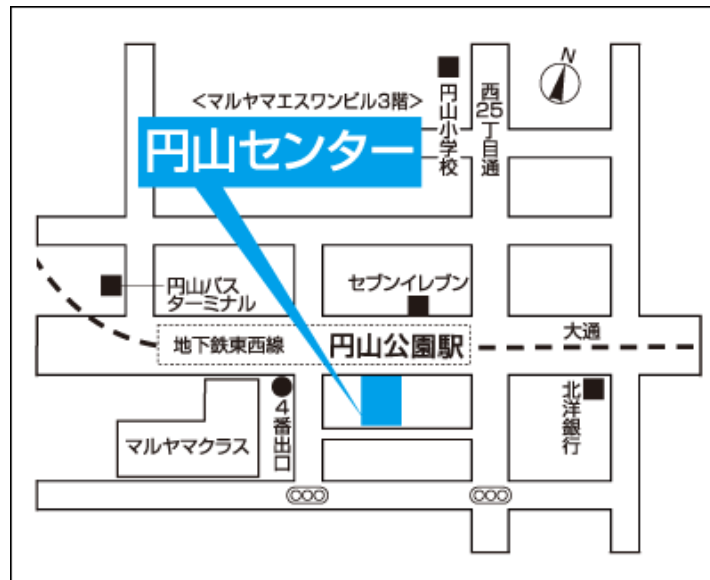 N
<マルヤマエスワンビル3階>
円山センター
円山小学校
西25丁目通
円山バス
ターミナル
セブンイレブン
地下鉄東西線
円山公園駅
大通
マルヤマクラス
4番出口
北洋銀行